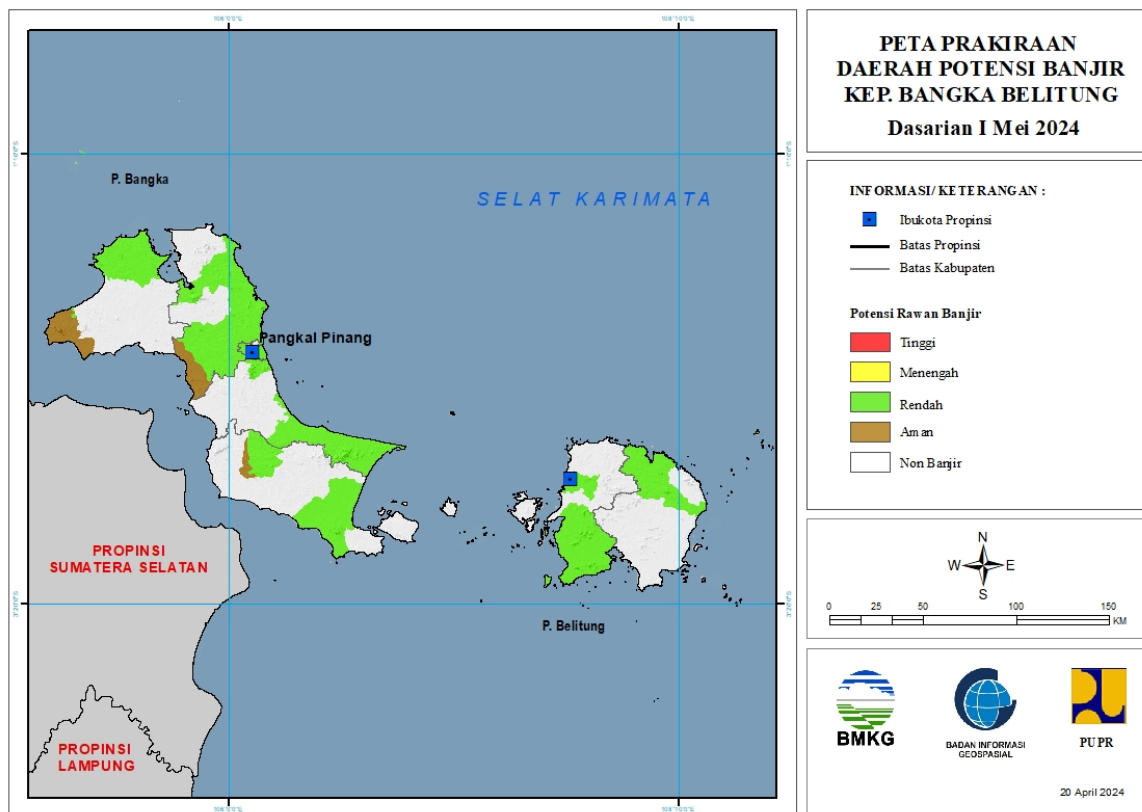 PETA PRAKIRAAN
DAERAH POTENSI BANJIR
KEP. BANGKA BELITUNG
Dasarian I Mei 2024
P. Bangka
SELAT KARIMATA
Pangkal Pinang
PROPINSI
SUMATERA SELATAN
P. Belitung
PROPINSI
LAMPUNG
INFORMASI/ KETERANGAN :
Ibukota Propinsi
Batas Propinsi
Batas Kabupaten
Potensi Rawan Banjir
Tinggi
Menengah
Rendah
Aman
Non Banjir
N
W E
S
0 25 50 100 150
KM
BMKG
BADAN INFORMASI
GEOSPASIAL
PUPR
20 April 2024